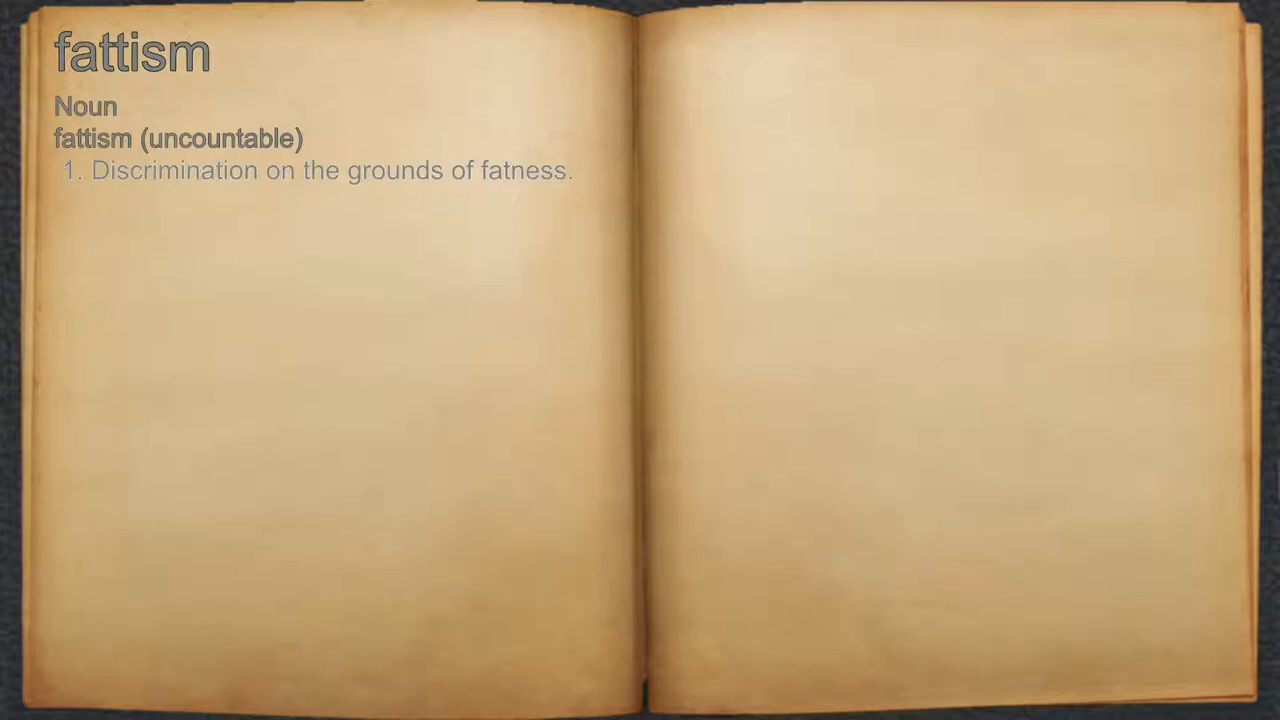 fattism
Noun
fattism (uncountable)
1. Discrimination on the grounds of fatness.